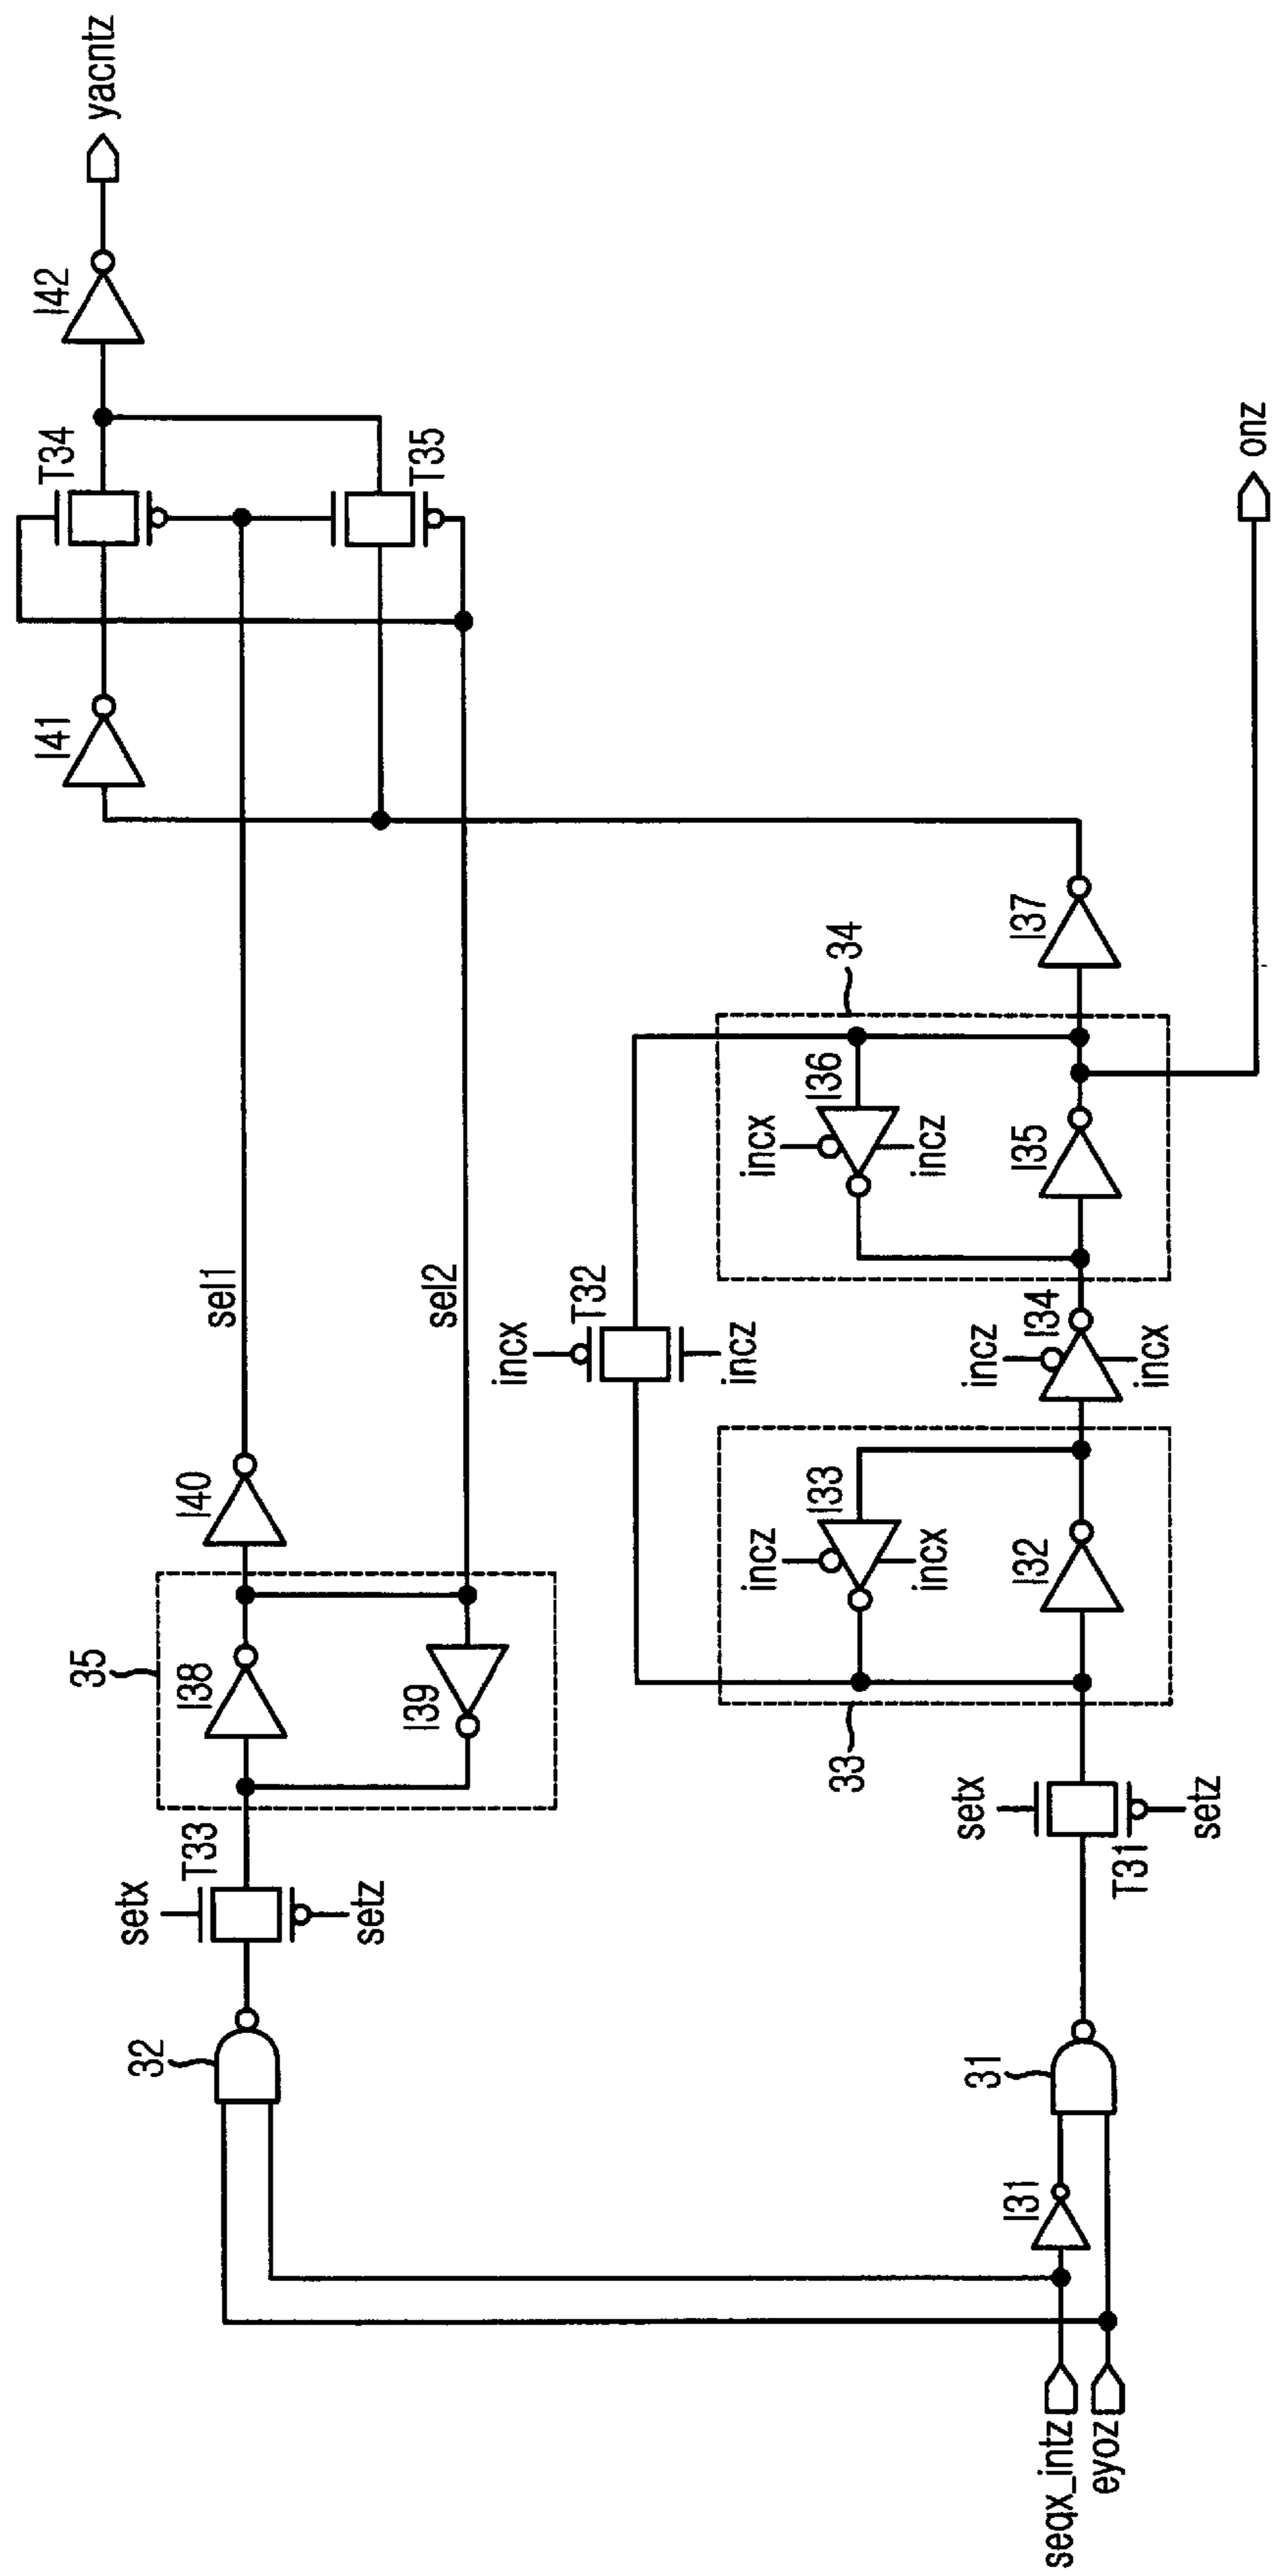 seqx_intz
eyoz
I31
31
32
setx
T33
setz
35
I38
I39
I40
sel1
sel2
setx
T31
setz
33
incz
I33
incx
I32
incx
T32
incz
incz
I34
incx
34
incx
I36
incz
I35
I37
I41
T34
T35
I42
yacntz
onz